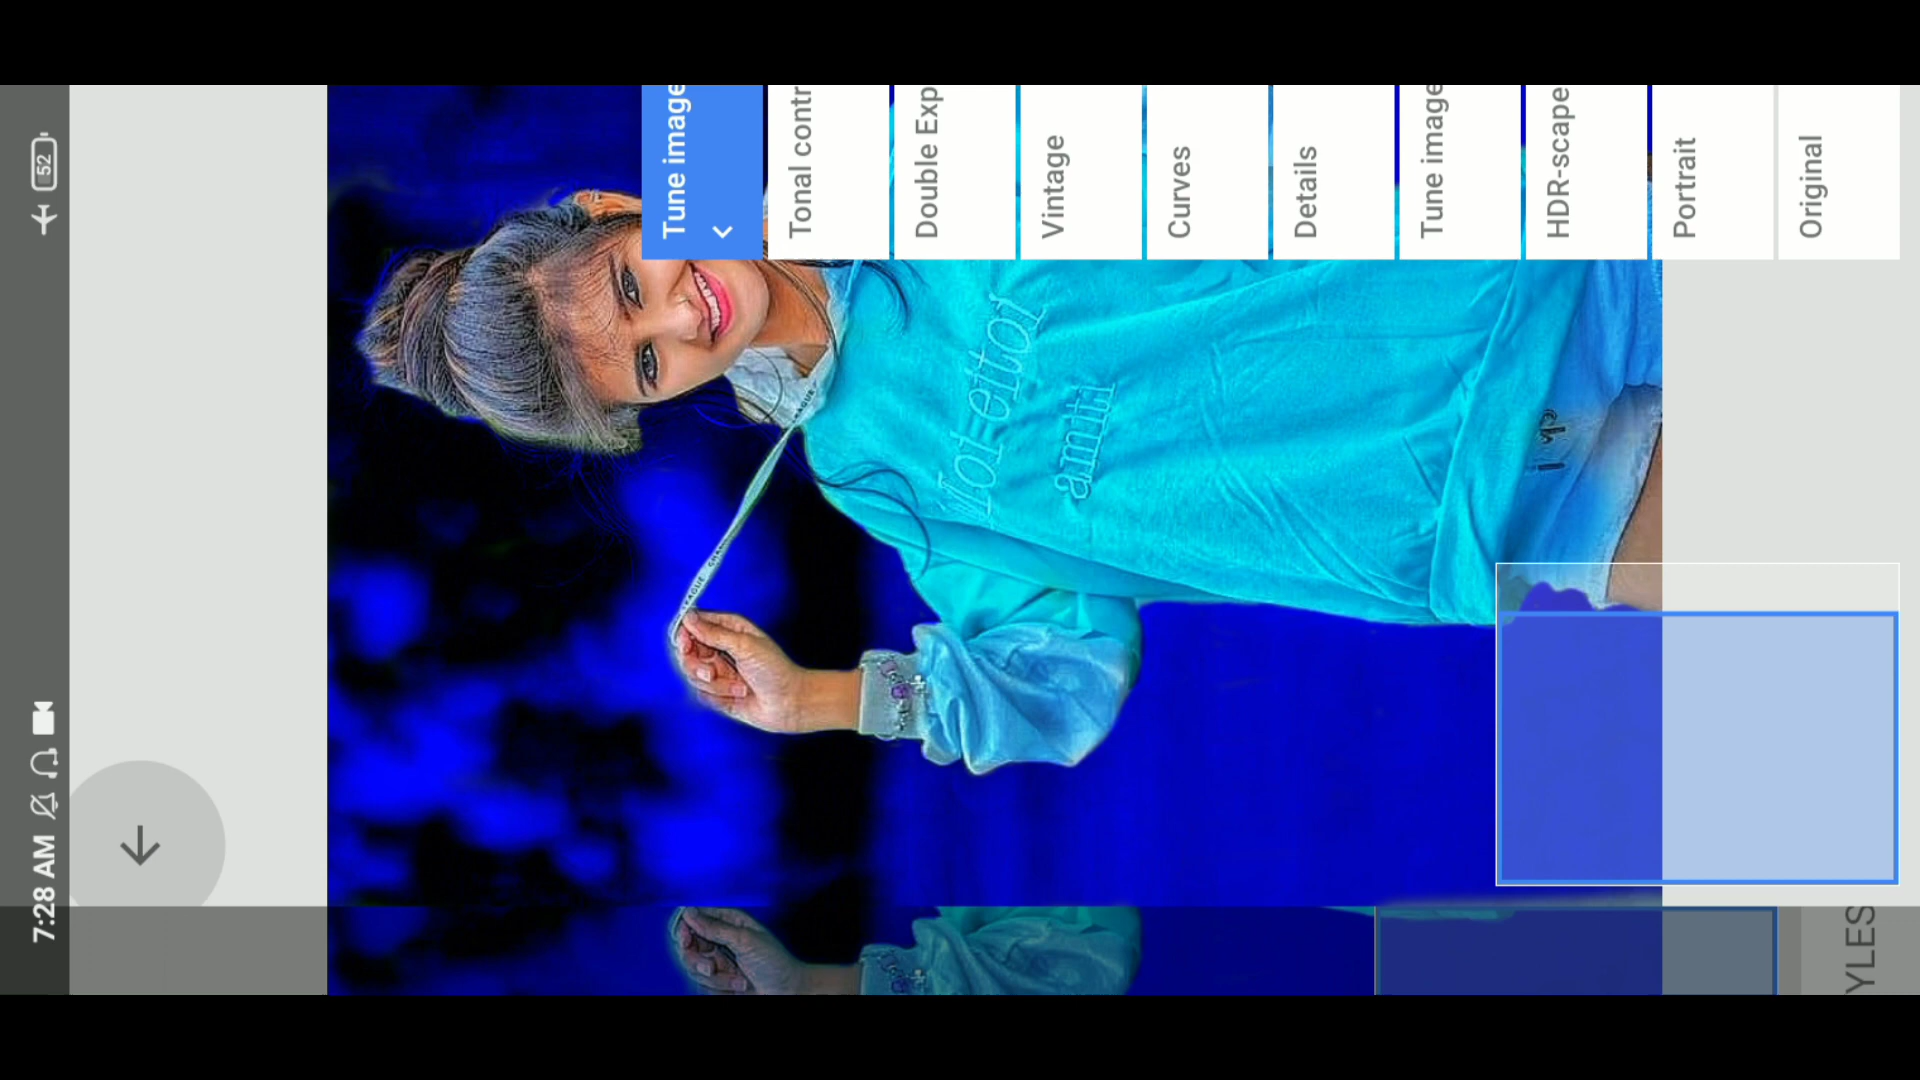 7:28 AM
52
Tune image
Tonal contr
Double Exp
Vintage
Curves
Details
Tune image
HDR-scape
Portrait
Original
amiti
YLES